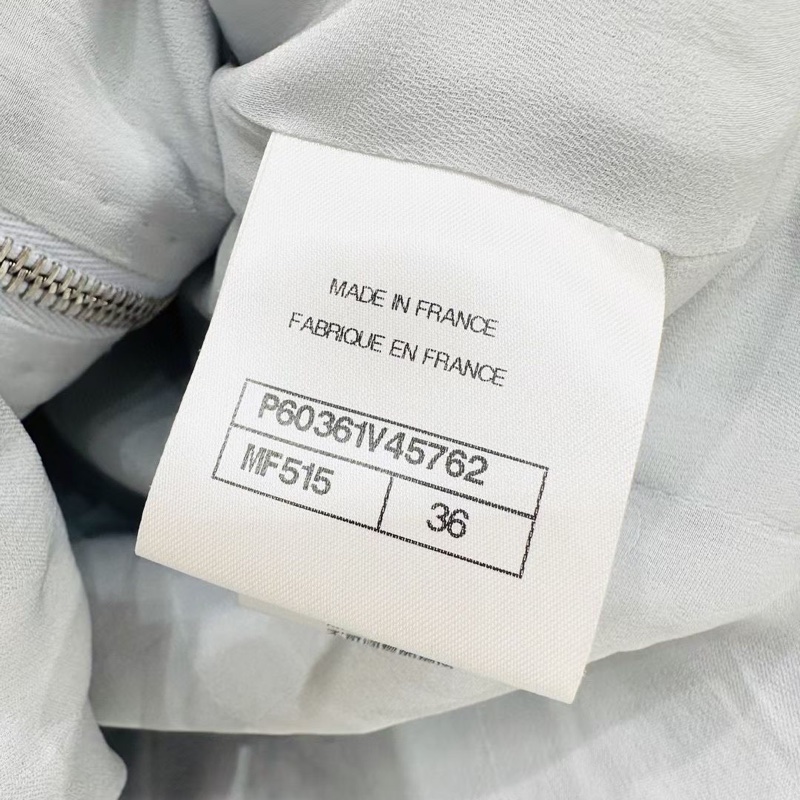 MADE IN FRANCE
FABRIQUE EN FRANCE
P60361V45762
MF515
36